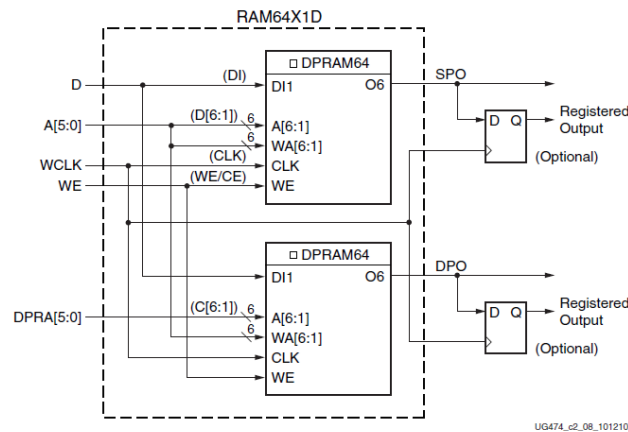 RAM64X1D
□ DPRAM64
D
(DI)
DI1
O6
SPO
A[5:0]
(D[6:1])
6
A[6:1]
6
WA[6:1]
D Q
Registered
Output
(Optional)
WCLK
(CLK)
CLK
WE
(WE/CE)
WE
□ DPRAM64
DI1
O6
DPO
DPRA[5:0]
(C[6:1])
6
A[6:1]
6
WA[6:1]
D Q
Registered
Output
(Optional)
CLK
WE
UG474_c2_08_101210